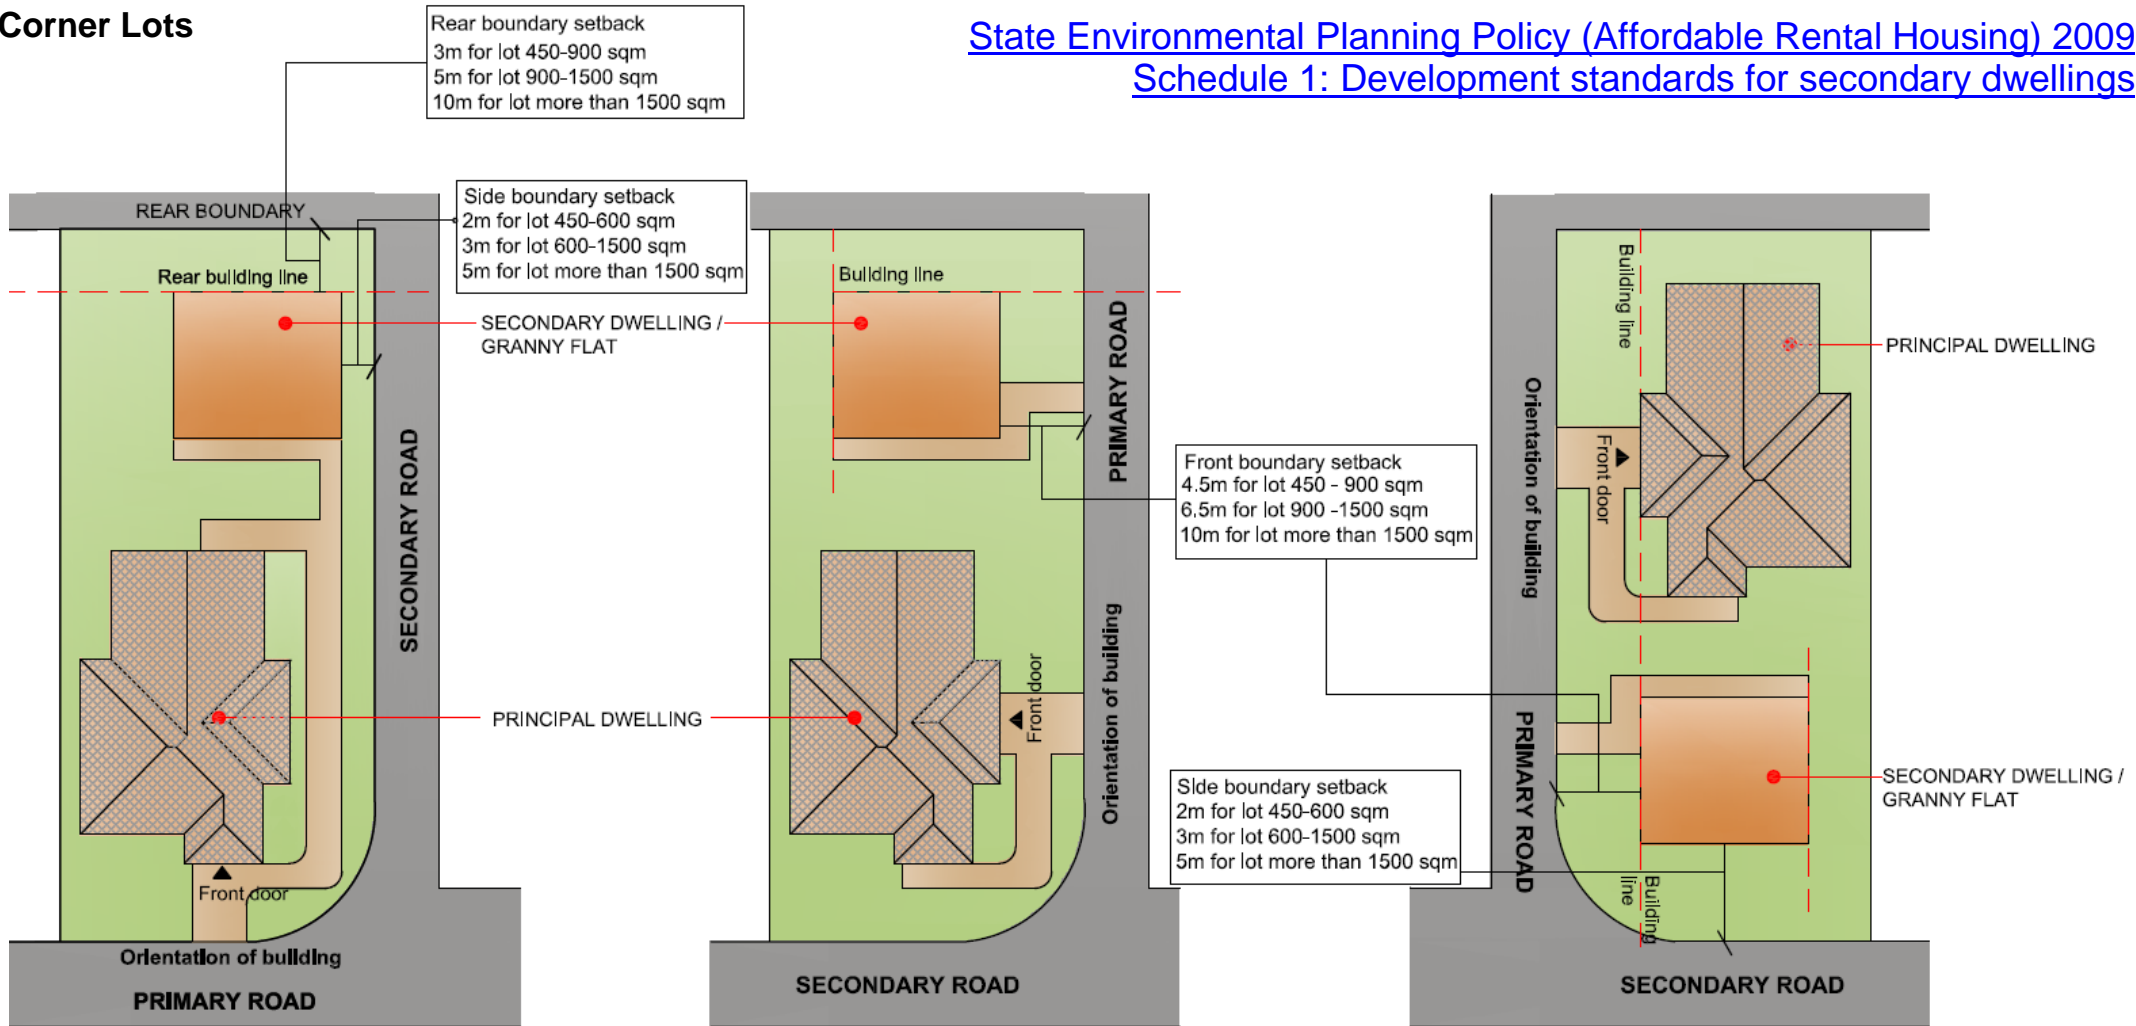 Corner Lots
State Environmental Planning Policy (Affordable Rental Housing) 2009
Schedule 1: Development standards for secondary dwellings
Rear boundary setback
3m for lot 450-900 sqm
5m for lot 900-1500 sqm
10m for lot more than 1500 sqm
Side boundary setback
2m for lot 450-600 sqm
3m for lot 600-1500 sqm
5m for lot more than 1500 sqm
REAR BOUNDARY
Rear building line
SECONDARY DWELLING /
GRANNY FLAT
SECONDARY ROAD
PRINCIPAL DWELLING
Front door
Orientation of building
PRIMARY ROAD
Building line
PRIMARY ROAD
Front door
Orientation of building
SECONDARY ROAD
Front boundary setback
4.5m for lot 450 - 900 sqm
6.5m for lot 900 -1500 sqm
10m for lot more than 1500 sqm
Side boundary setback
2m for lot 450-600 sqm
3m for lot 600-1500 sqm
5m for lot more than 1500 sqm
Building line
PRINCIPAL DWELLING
Orientation of building
Front door
PRIMARY ROAD
SECONDARY DWELLING /
GRANNY FLAT
Building
line
SECONDARY ROAD